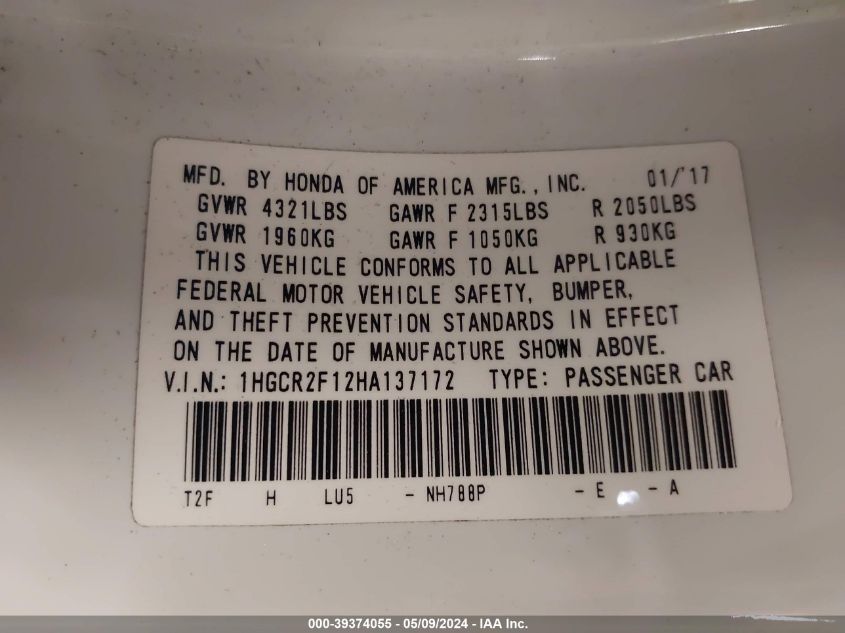 MFD. BY HONDA OF AMERICA MFG., INC. 01/'17
GVWR 4321LBS GAWR F 2315LBS R 2050LBS
GVWR 1960KG GAWR F 1050KG R 930KG
THIS VEHICLE CONFORMS TO ALL APPLICABLE
FEDERAL MOTOR VEHICLE SAFETY, BUMPER,
AND THEFT PREVENTION STANDARDS IN EFFECT
ON THE DATE OF MANUFACTURE SHOWN ABOVE.
V.I.N.: 1HGCR2F12HA137172 TYPE: PASSENGER CAR
T2F H LU5 - NH788P - E - A
000-39374055 - 05/09/2024 - IAA Inc.